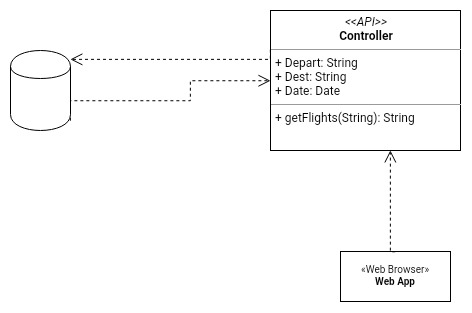 <<API>>
Controller
+ Depart: String
+ Dest: String
+ Date: Date
+ getFlights(String): String
«Web Browser»
Web App